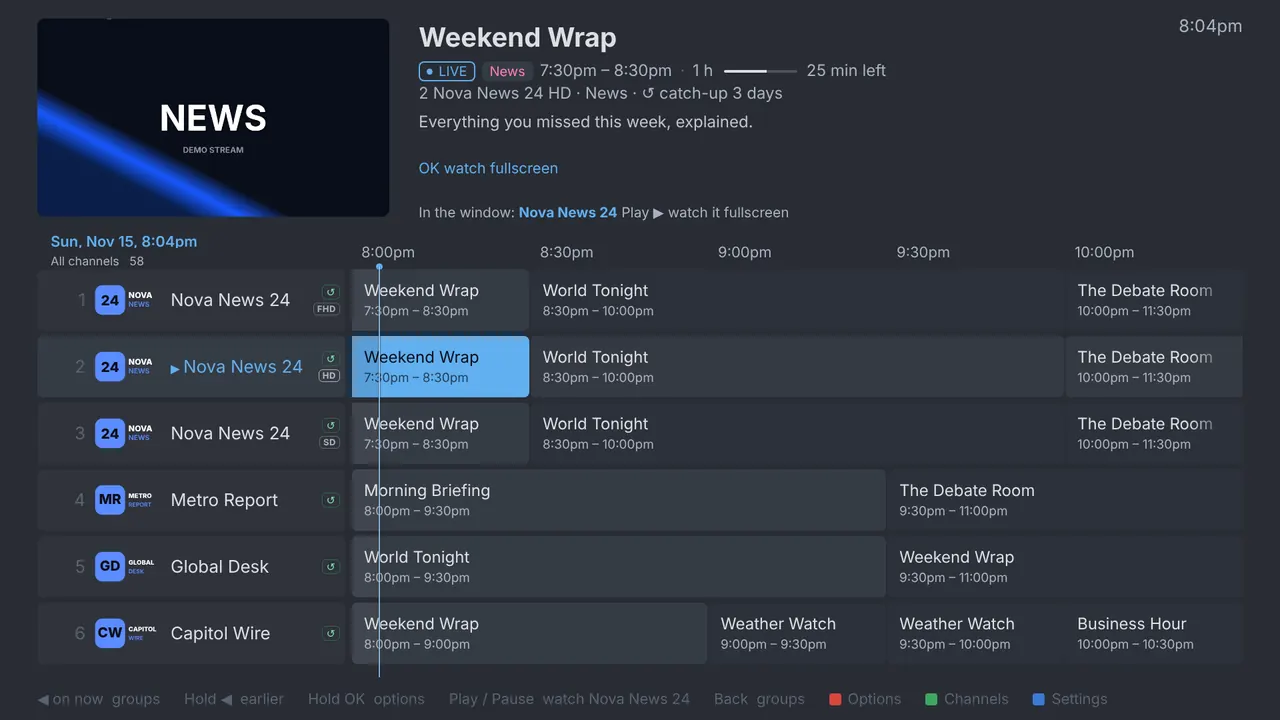 8:04pm
NEWS
DEMO STREAM
Weekend Wrap
LIVE News 7:30pm – 8:30pm · 1 h 25 min left
2 Nova News 24 HD · News · ↺ catch-up 3 days
Everything you missed this week, explained.
OK watch fullscreen
In the window: Nova News 24 Play ▶ watch it fullscreen
Sun, Nov 15, 8:04pm
All channels 58
8:00pm 8:30pm 9:00pm 9:30pm 10:00pm
1 24 NOVA NEWS Nova News 24 ↺ FHD
Weekend Wrap
7:30pm – 8:30pm
World Tonight
8:30pm – 10:00pm
The Debate Room
10:00pm – 11:30pm
2 24 NOVA NEWS ▶ Nova News 24 ↺ HD
Weekend Wrap
7:30pm – 8:30pm
World Tonight
8:30pm – 10:00pm
The Debate Room
10:00pm – 11:30pm
3 24 NOVA NEWS Nova News 24 ↺ SD
Weekend Wrap
7:30pm – 8:30pm
World Tonight
8:30pm – 10:00pm
The Debate Room
10:00pm – 11:30pm
4 MR METRO REPORT Metro Report ↺
Morning Briefing
8:00pm – 9:30pm
The Debate Room
9:30pm – 11:00pm
5 GD GLOBAL DESK Global Desk ↺
World Tonight
8:00pm – 9:30pm
Weekend Wrap
9:30pm – 11:00pm
6 CW CAPITOL WIRE Capitol Wire ↺
Weekend Wrap
8:00pm – 9:00pm
Weather Watch
9:00pm – 9:30pm
Weather Watch
9:30pm – 10:00pm
Business Hour
10:00pm – 10:30pm
◀ on now groups Hold ◀ earlier Hold OK options Play / Pause watch Nova News 24 Back groups Options Channels Settings